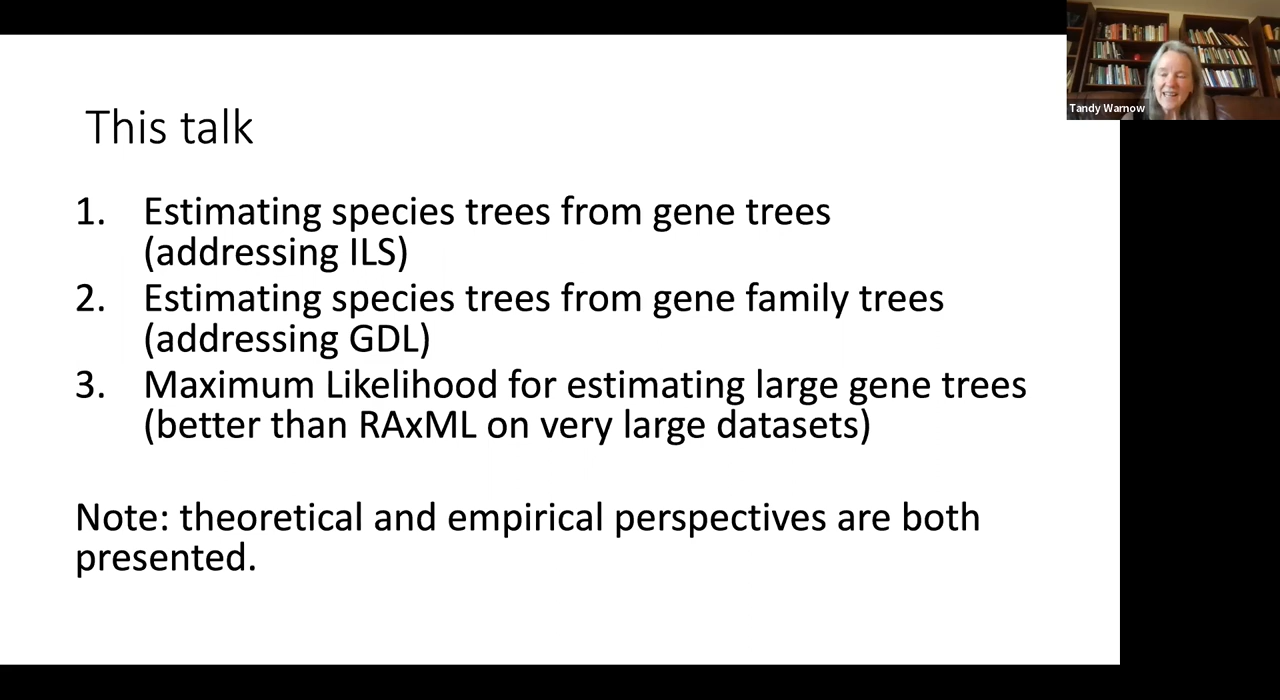 This talk
1. Estimating species trees from gene trees
(addressing ILS)
2. Estimating species trees from gene family trees
(addressing GDL)
3. Maximum Likelihood for estimating large gene trees
(better than RAxML on very large datasets)
Note: theoretical and empirical perspectives are both
presented.
Tandy Warnow